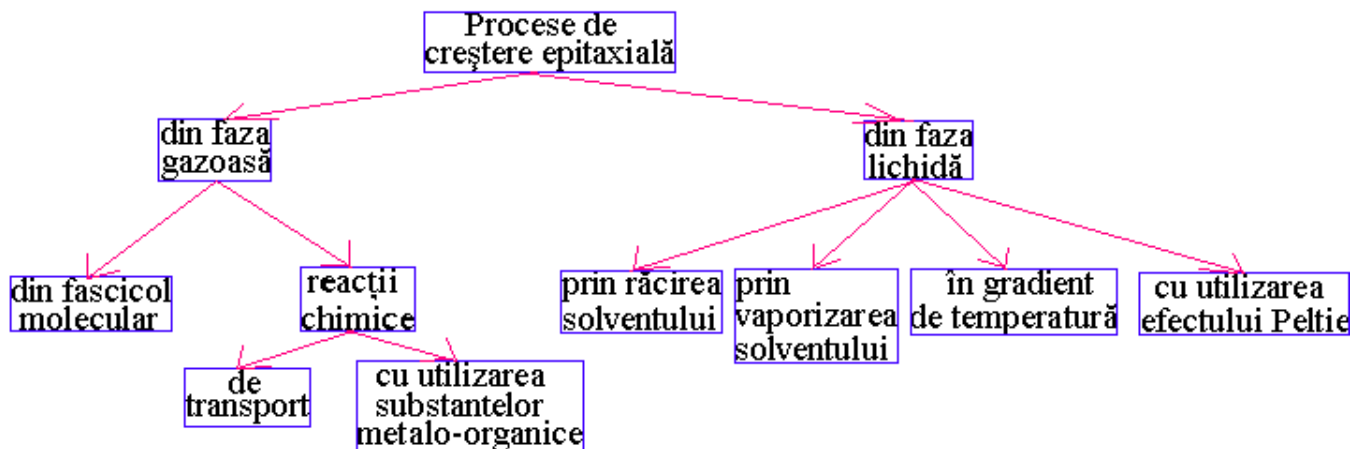 Procese de
creştere epitaxială
din faza
gazoasă
din faza
lichidă
din fascicol
molecular
reacţii
chimice
prin răcirea
solventului
prin
vaporizarea
solventului
în gradient
de temperatură
cu utilizarea
efectului Peltie
de
transport
cu utilizarea
substantelor
metalo-organice